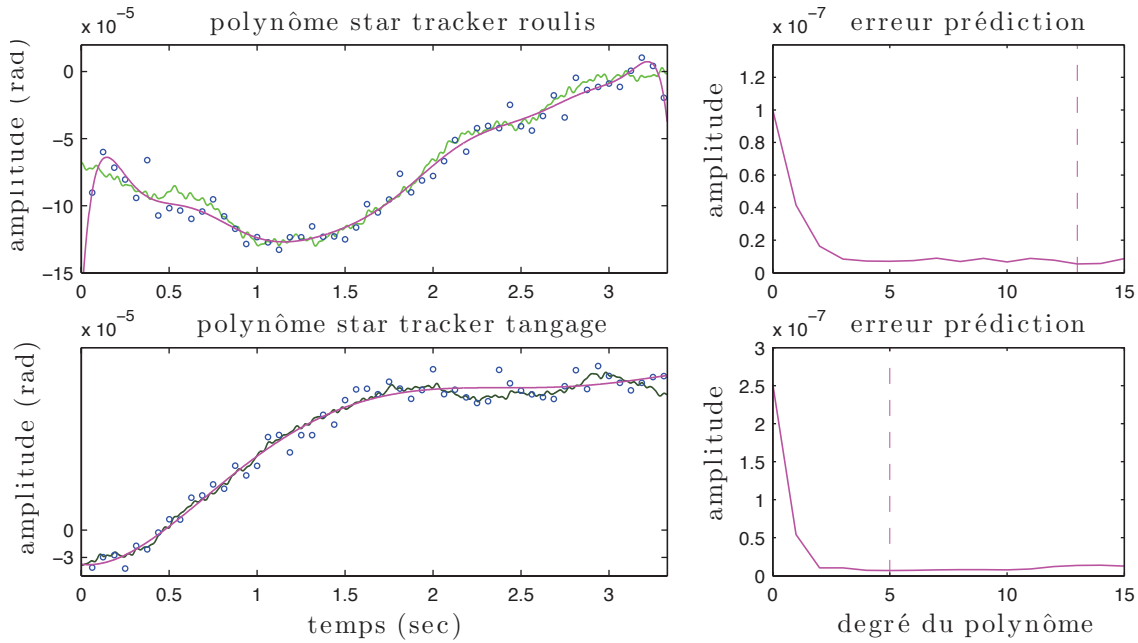 x 10⁻⁵
polynôme star tracker roulis
amplitude (rad)
0
−5
−10
−15
0 0.5 1 1.5 2 2.5 3
x 10⁻⁷
erreur prédiction
amplitude
1.2
1
0.7
0.4
0.2
0
0 5 10 15
x 10⁻⁵
polynôme star tracker tangage
amplitude (rad)
0
−3
0 0.5 1 1.5 2 2.5 3
temps (sec)
x 10⁻⁷
erreur prédiction
amplitude
3
2.5
2
1.5
1
0.5
0
0 5 10 15
degré du polynôme